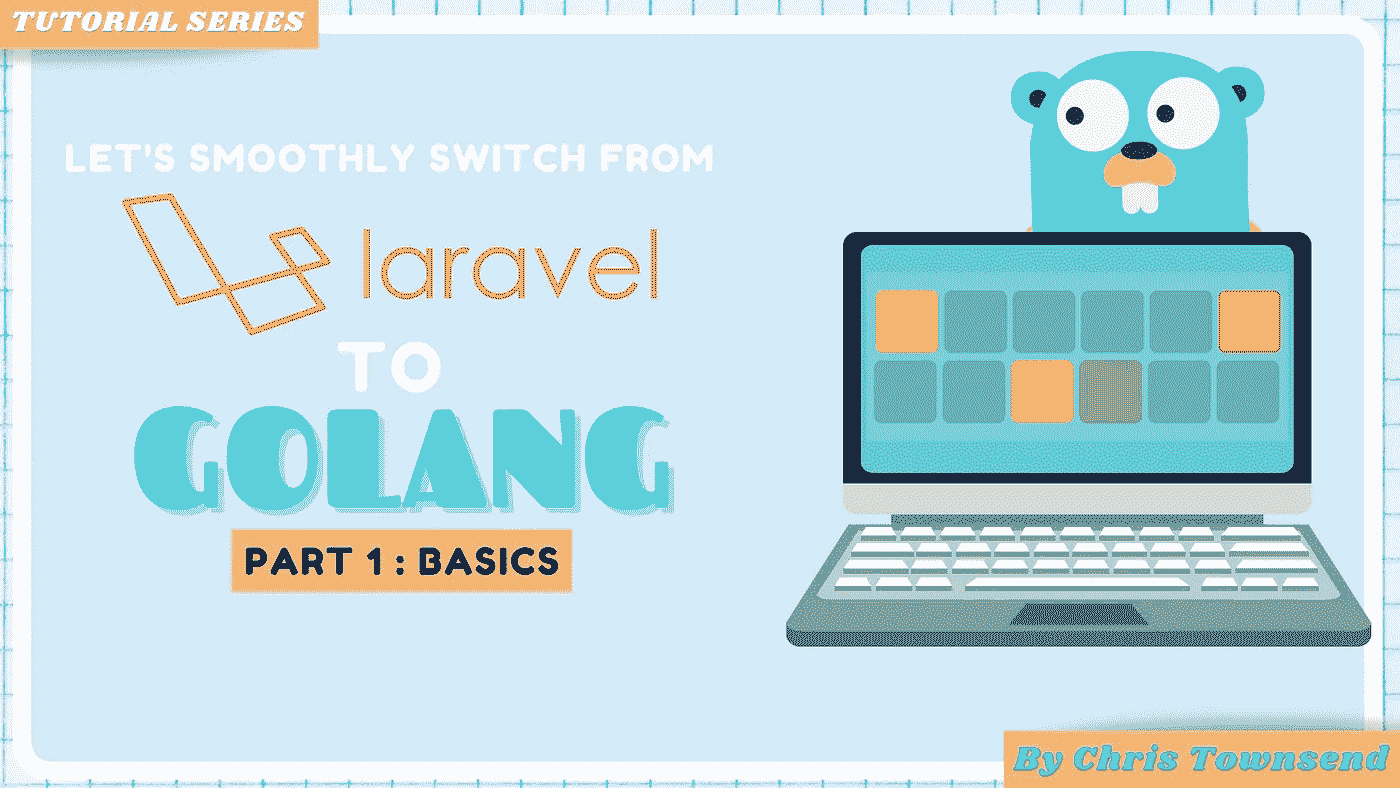 TUTORIAL SERIES
LET'S SMOOTHLY SWITCH FROM
laravel
TO
GOLANG
PART 1 : BASICS
By Chris Townsend